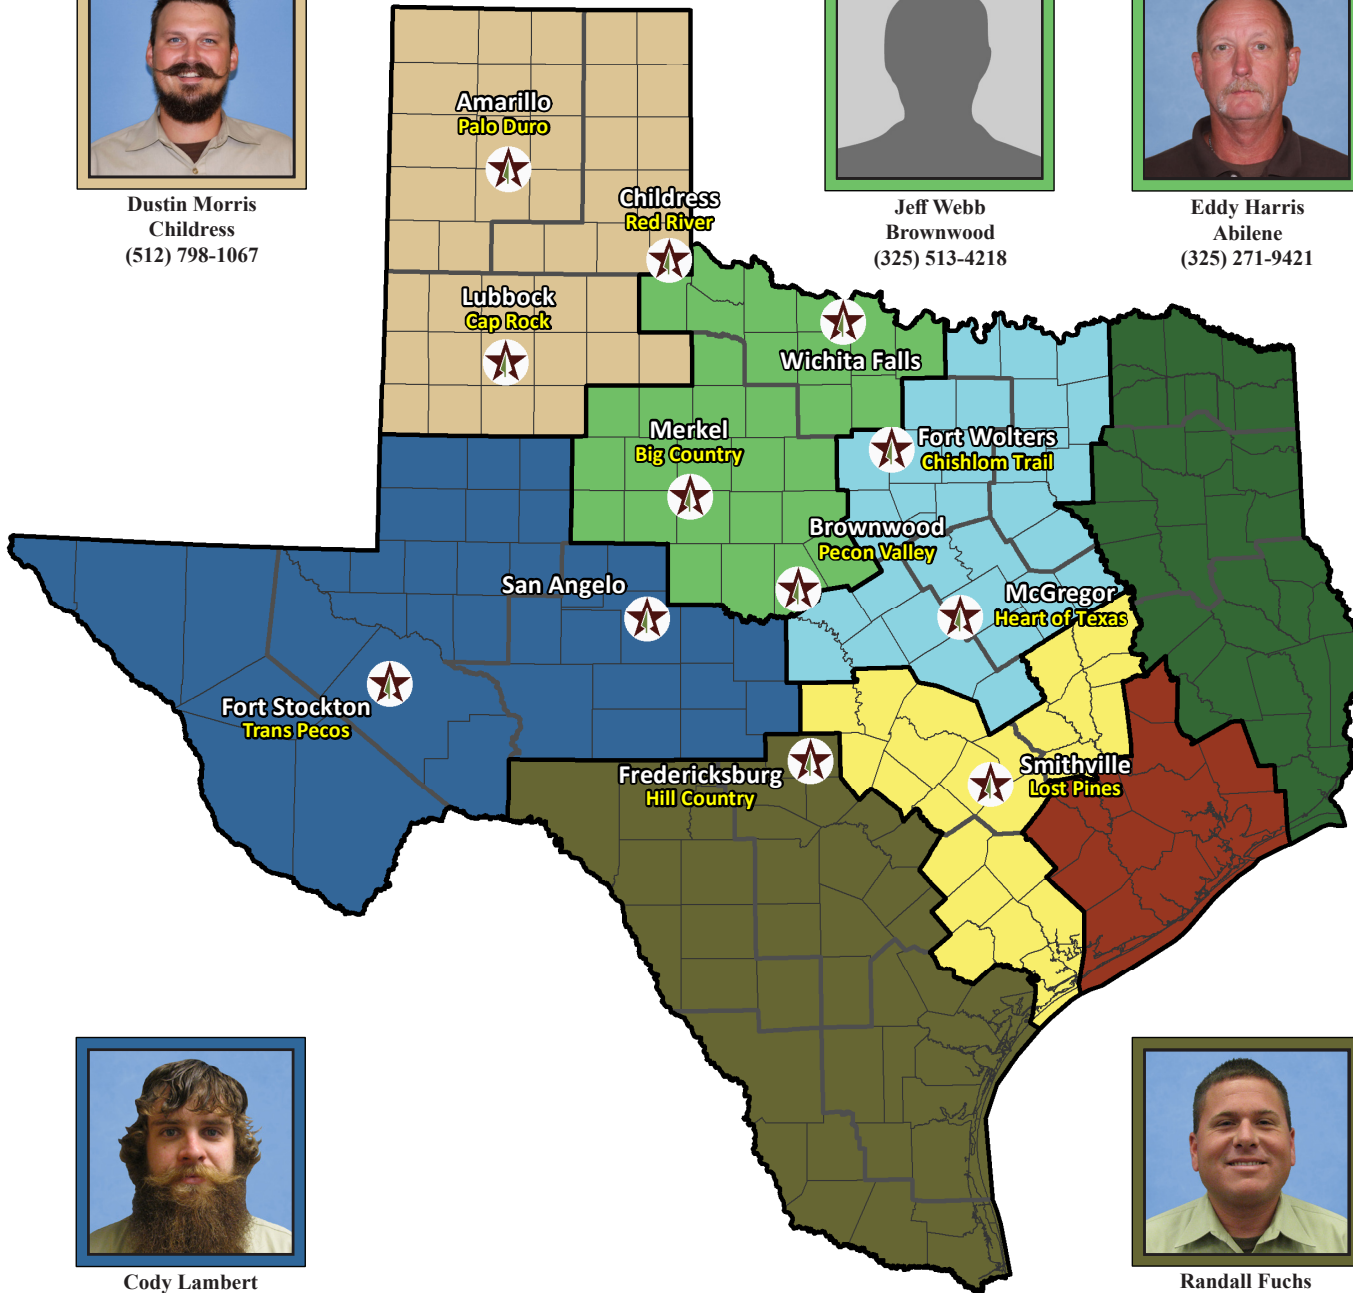 Dustin Morris
Childress
(512) 798-1067
Jeff Webb
Brownwood
(325) 513-4218
Eddy Harris
Abilene
(325) 271-9421
Amarillo
Palo Duro
Childress
Red River
Lubbock
Cap Rock
Wichita Falls
Merkel
Big Country
Fort Wolters
Chishlom Trail
Brownwood
Pecon Valley
San Angelo
McGregor
Heart of Texas
Fort Stockton
Trans Pecos
Fredericksburg
Hill Country
Smithville
Lost Pines
Cody Lambert
Randall Fuchs